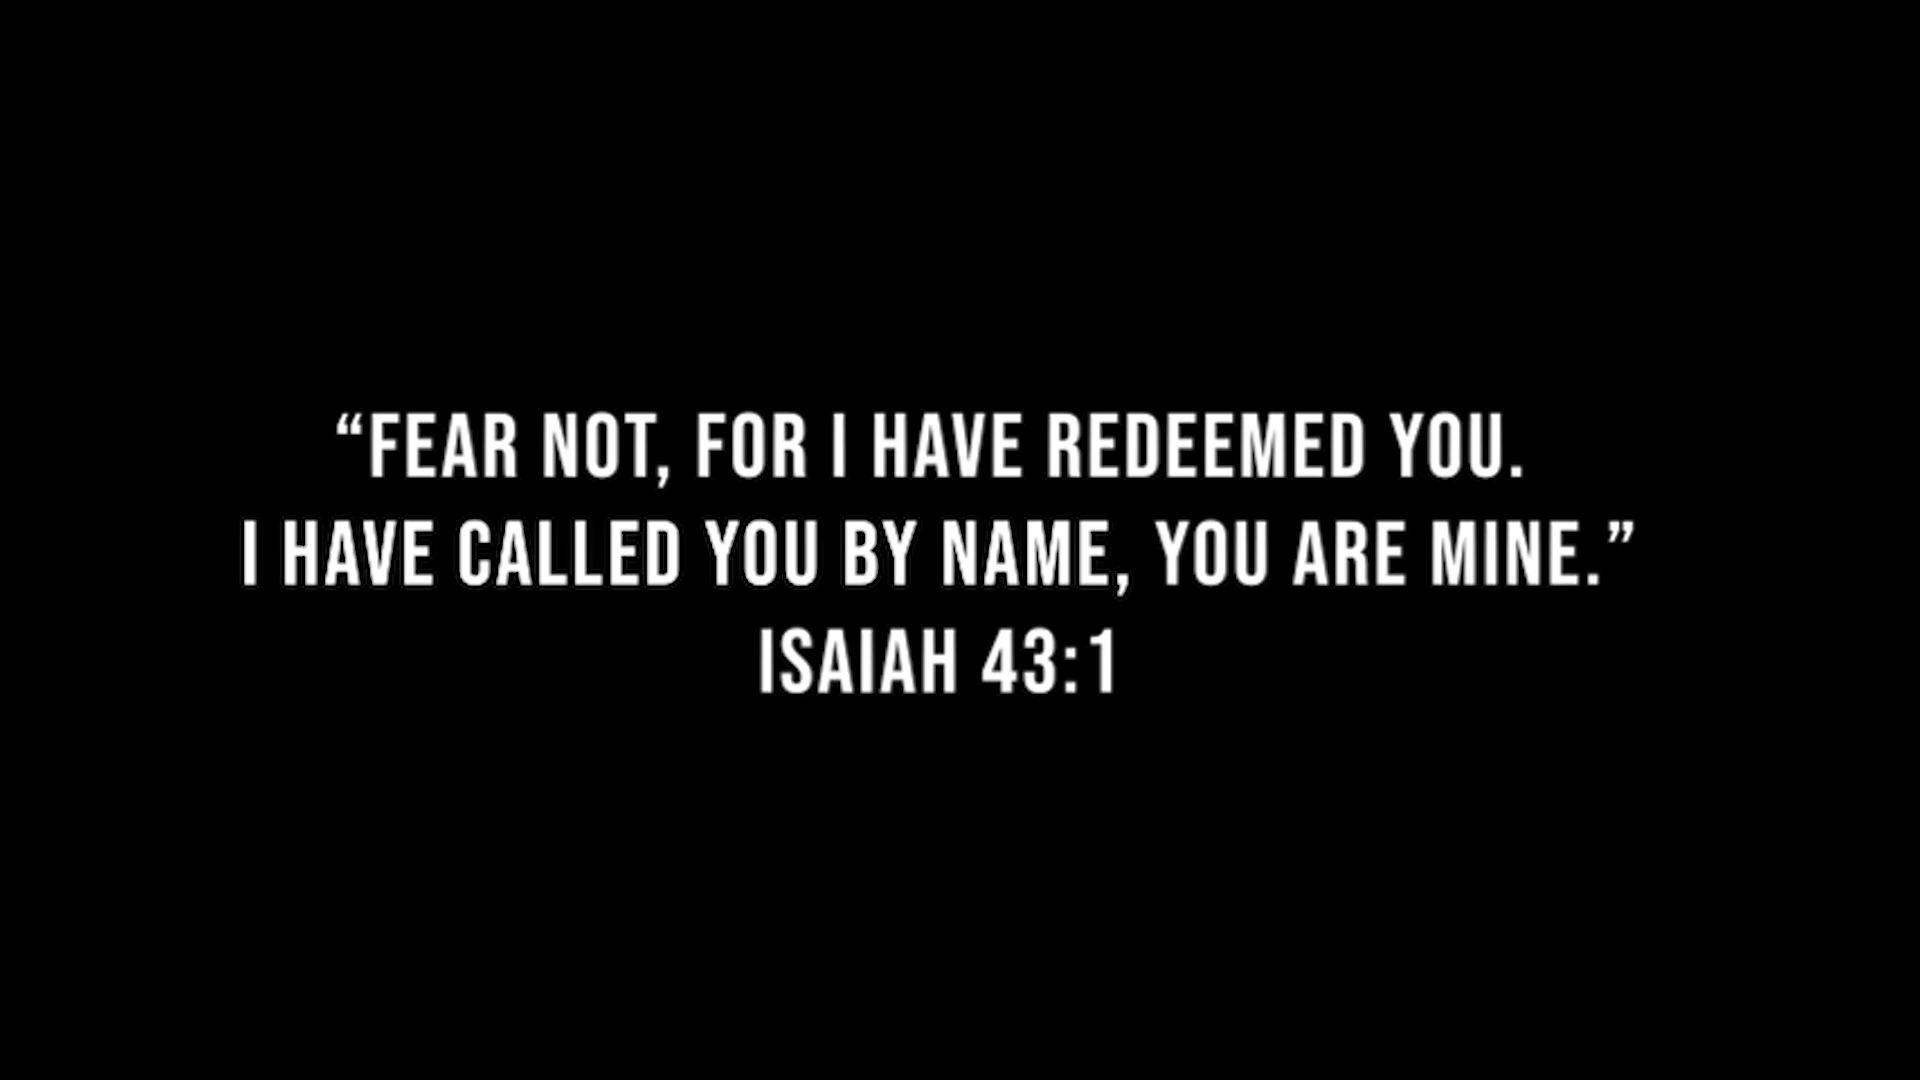 “FEAR NOT, FOR I HAVE REDEEMED YOU.
I HAVE CALLED YOU BY NAME, YOU ARE MINE.”
ISAIAH 43:1